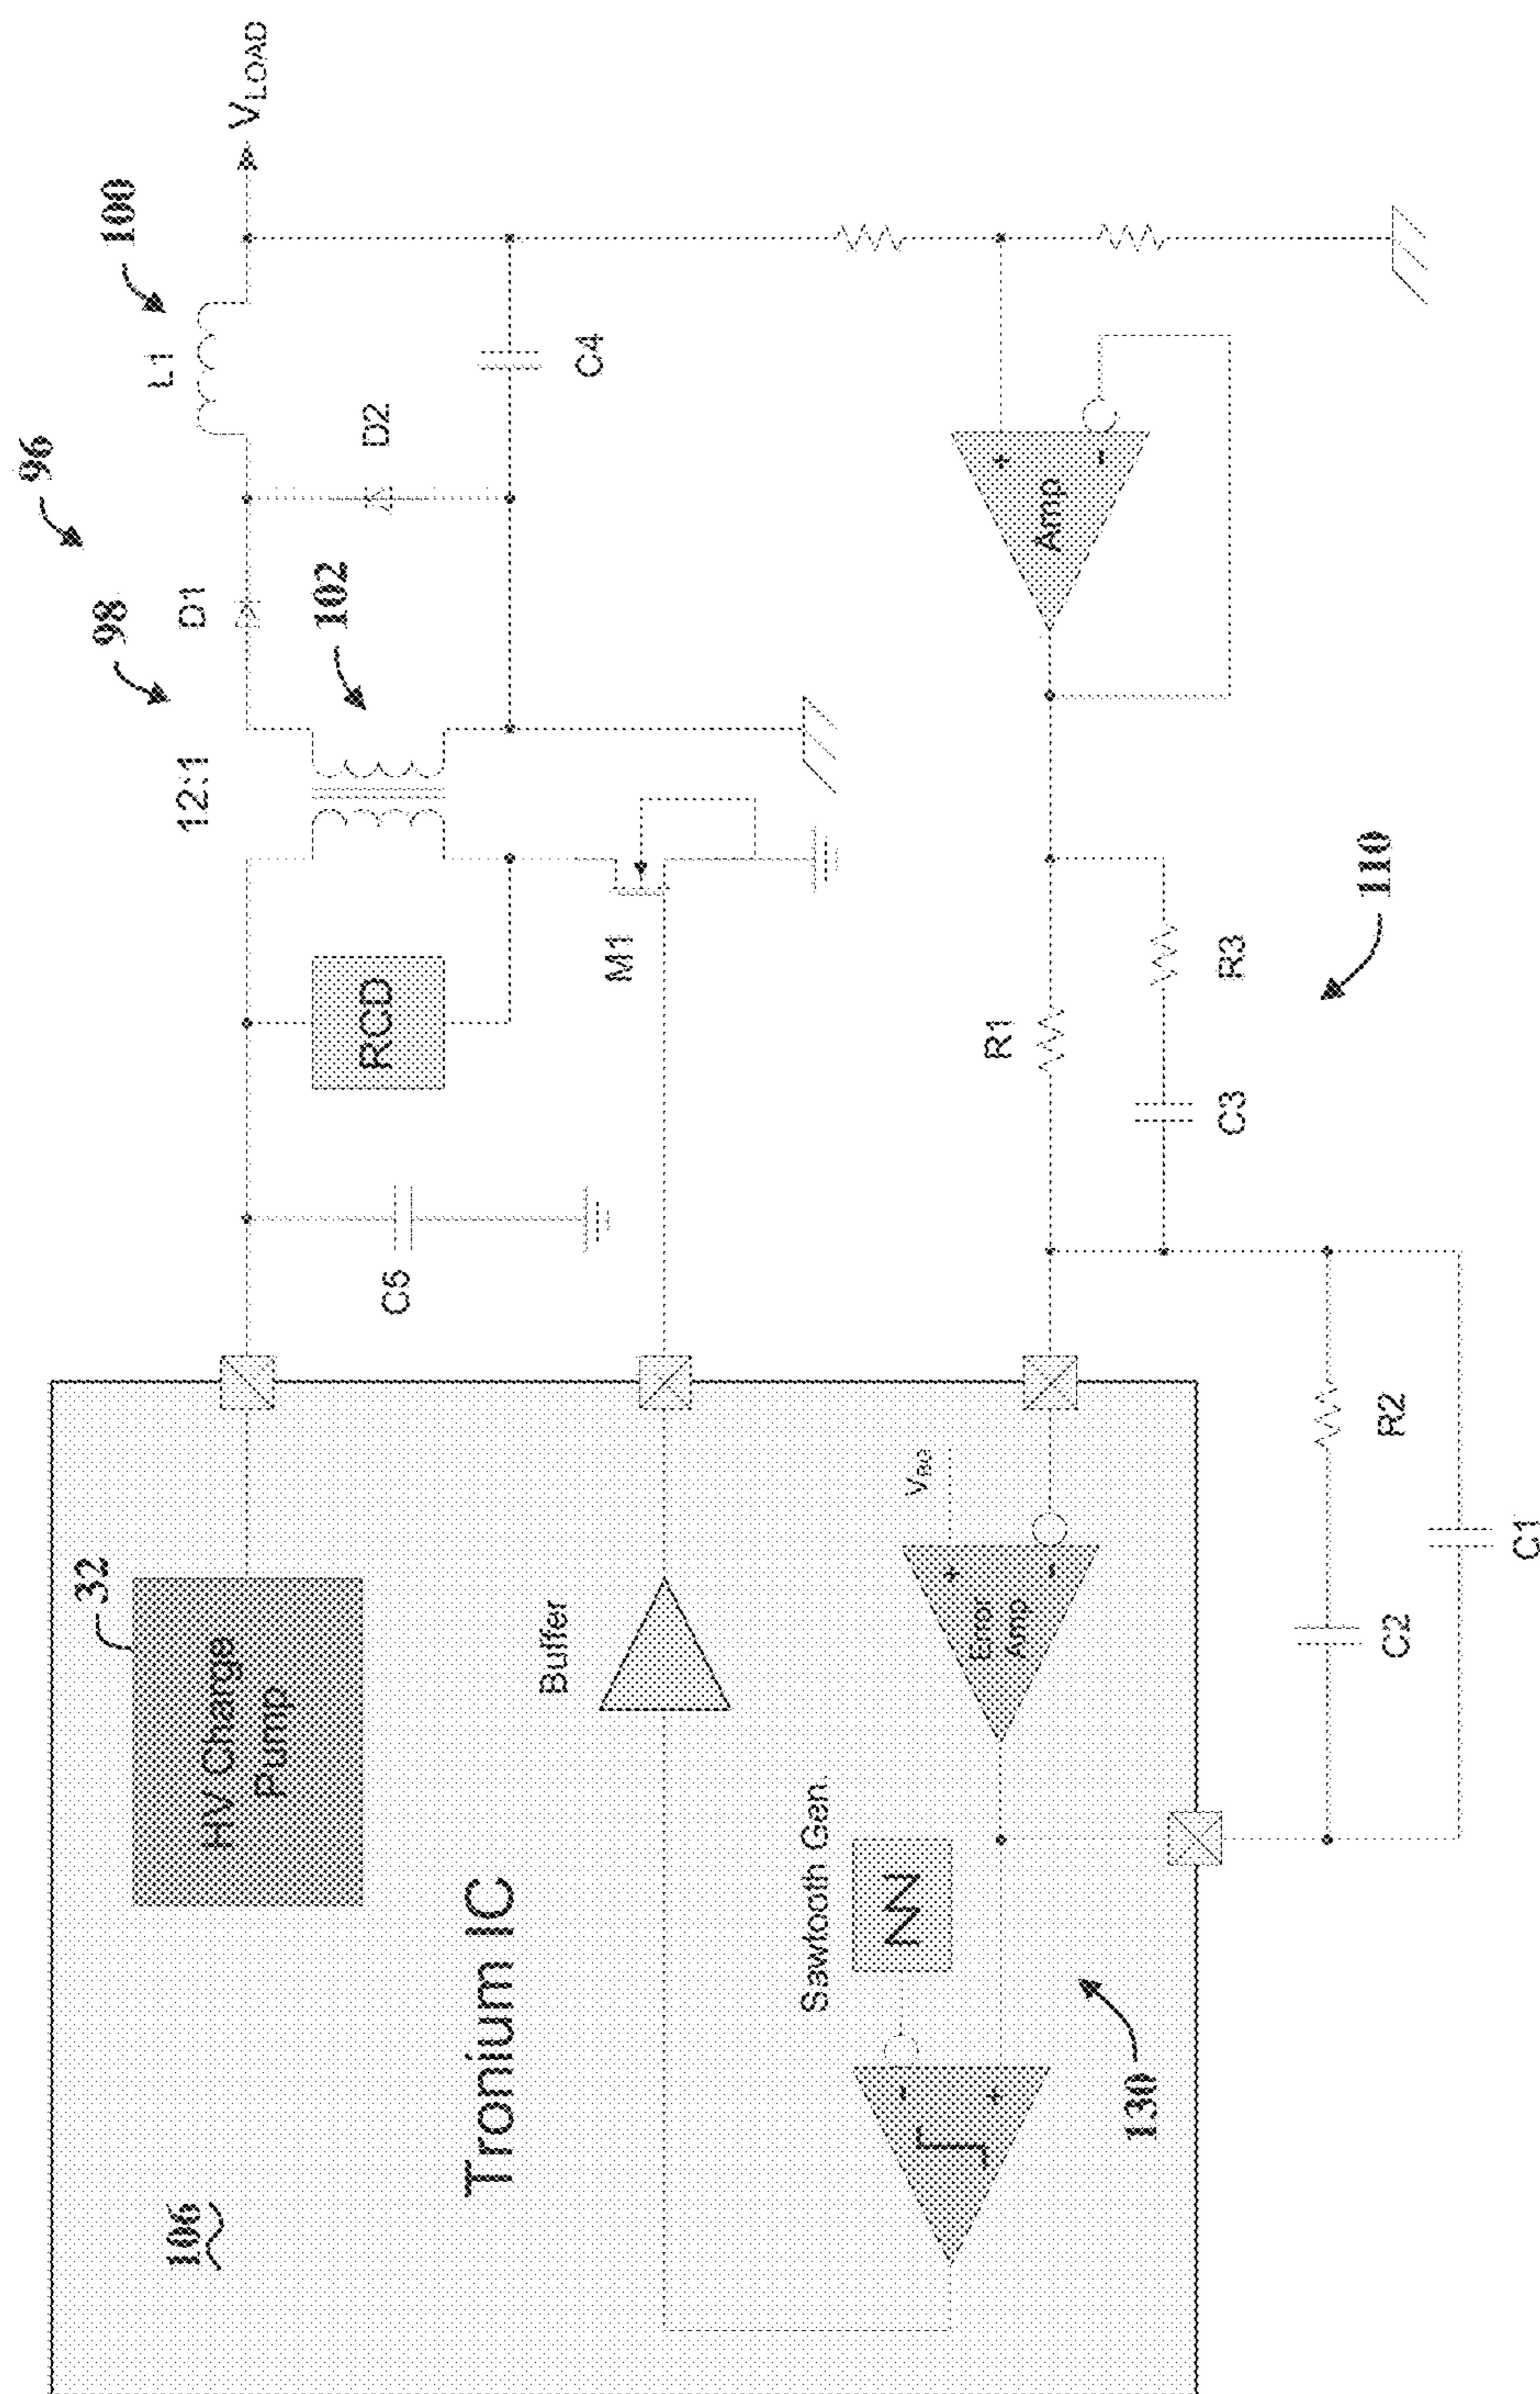 96
98
100
12:1
D1
L1
VLOAD
102
D2
C4
32
HV Charge
Pump
RCD
C5
M1
106
Tronium IC
Buffer
Sawtooth Gen.
VBG
Error
Amp
+
-
-
+
Amp
+
-
R1
R3
C3
110
130
R2
C2
C1